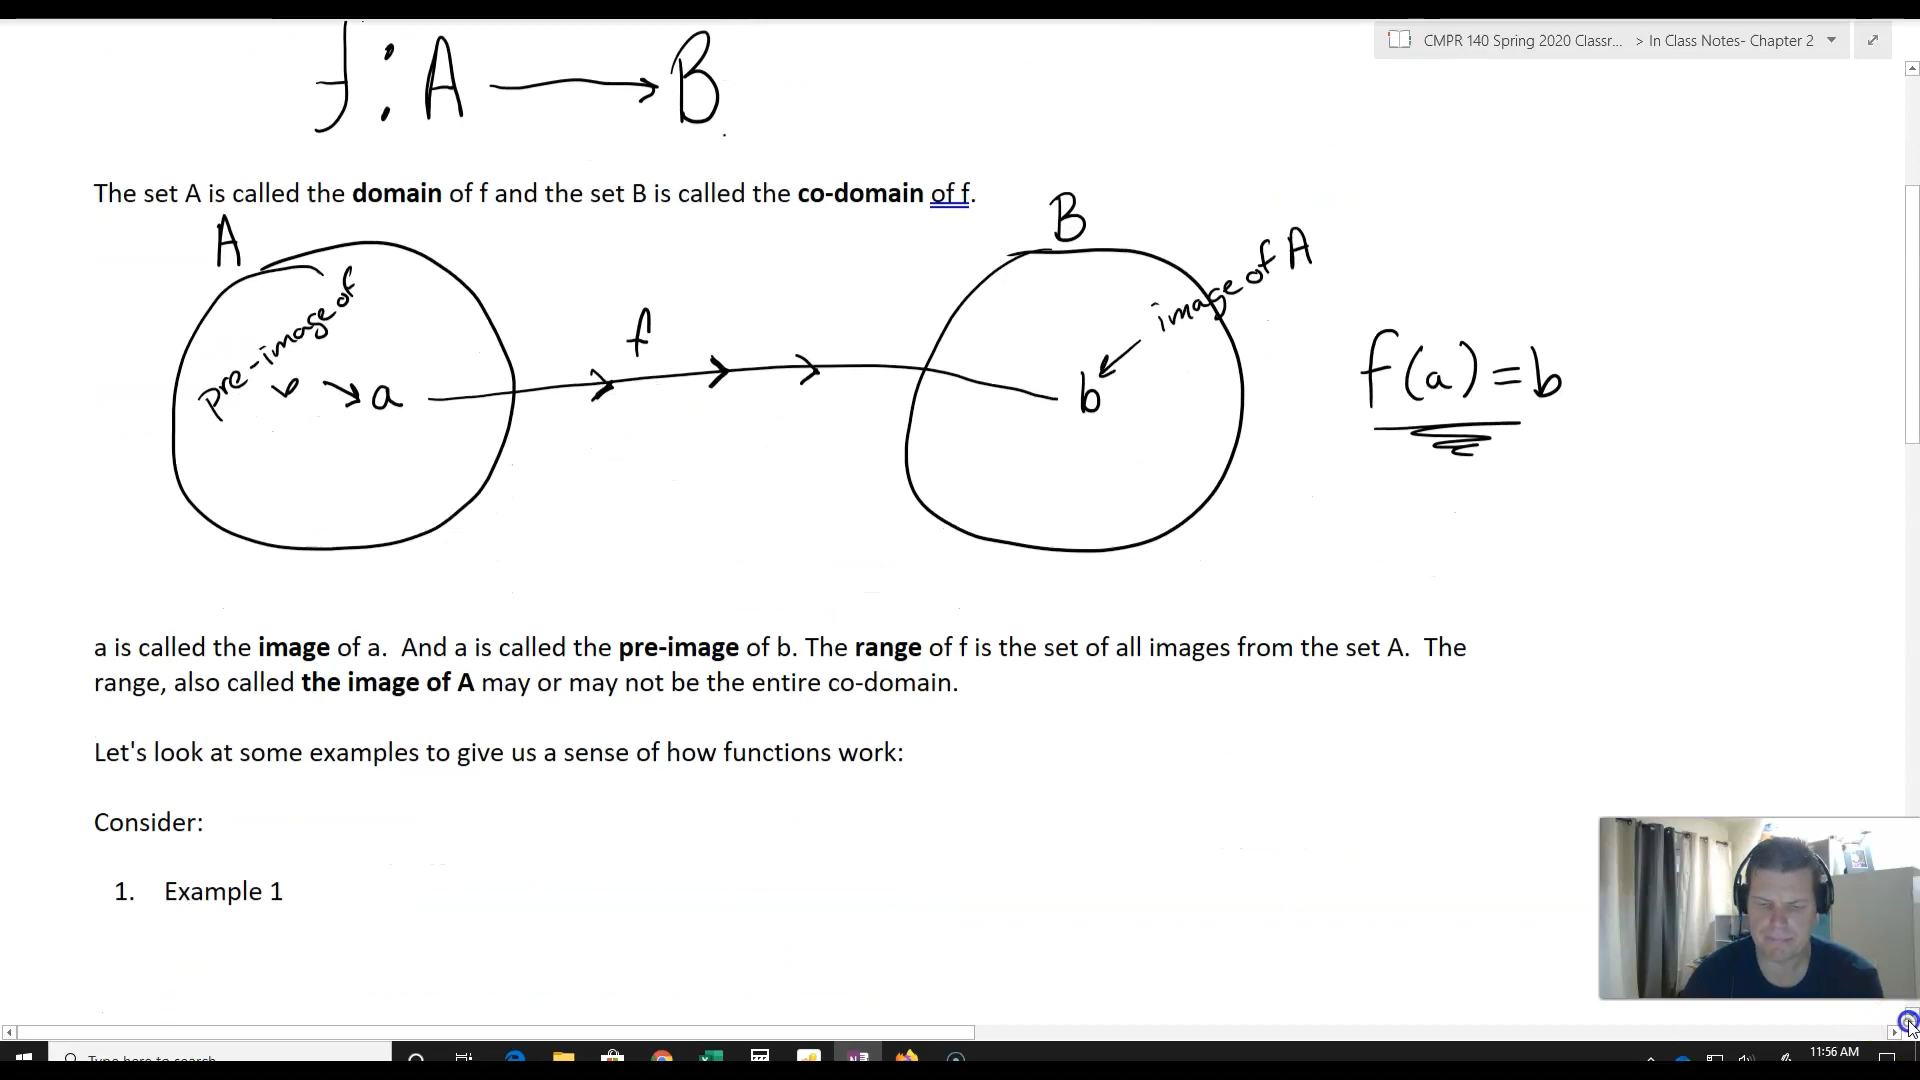 CMPR 140 Spring 2020 Classr... > In Class Notes- Chapter 2
f : A → B
The set A is called the domain of f and the set B is called the co-domain of f.
A
B
pre-image of
b
a
f
image of A
b
f(a) = b
a is called the image of a. And a is called the pre-image of b. The range of f is the set of all images from the set A. The
range, also called the image of A may or may not be the entire co-domain.
Let's look at some examples to give us a sense of how functions work:
Consider:
1. Example 1
Type here to search
11:56 AM